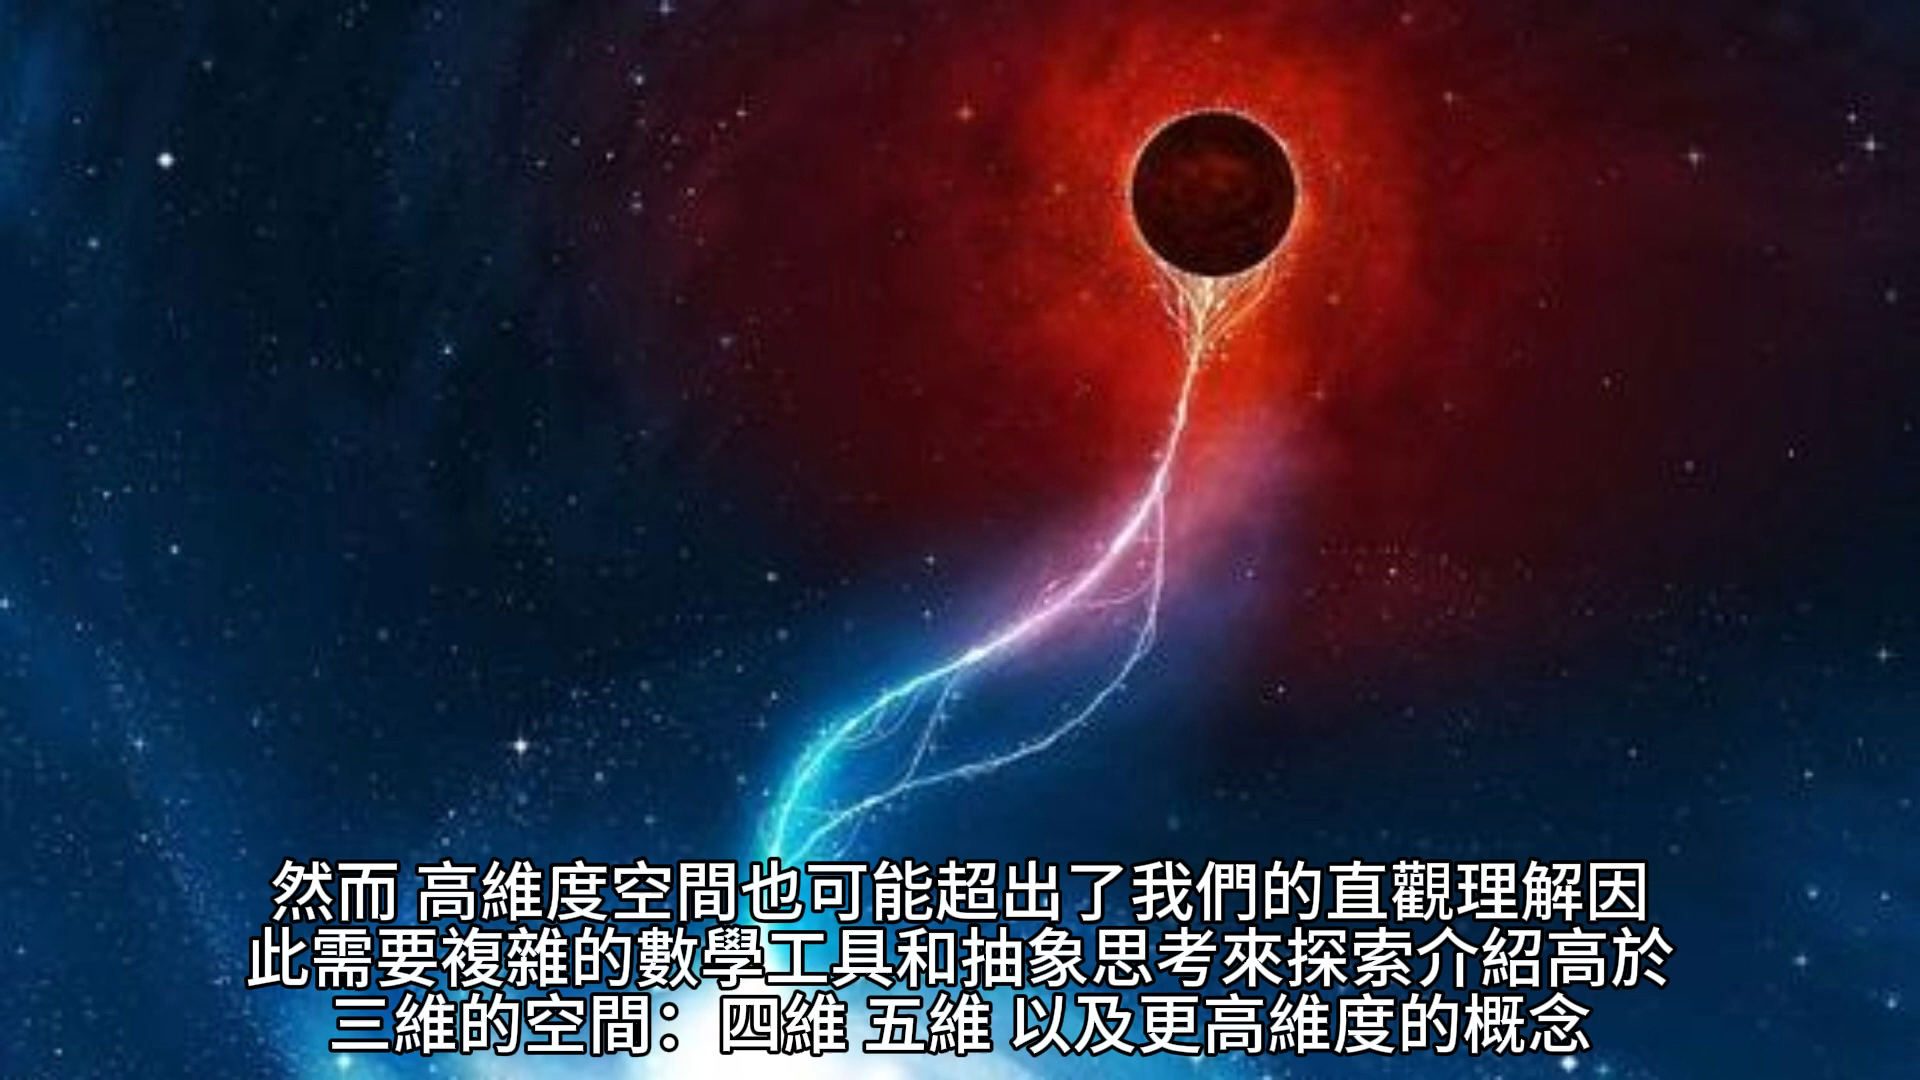 然而 高維度空間也可能超出了我們的直觀理解因
此需要複雜的數學工具和抽象思考來探索介紹高於
三維的空間：四維 五維 以及更高維度的概念